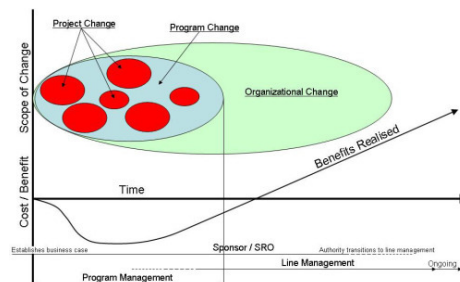 Project Change
Program Change
Scope of Change
Organizational Change
Benefits Realised
Cost / Benefit
Time
Establishes business case
Sponsor / SRO
Authority transitions to line management
Line Management
Ongoing
Program Management